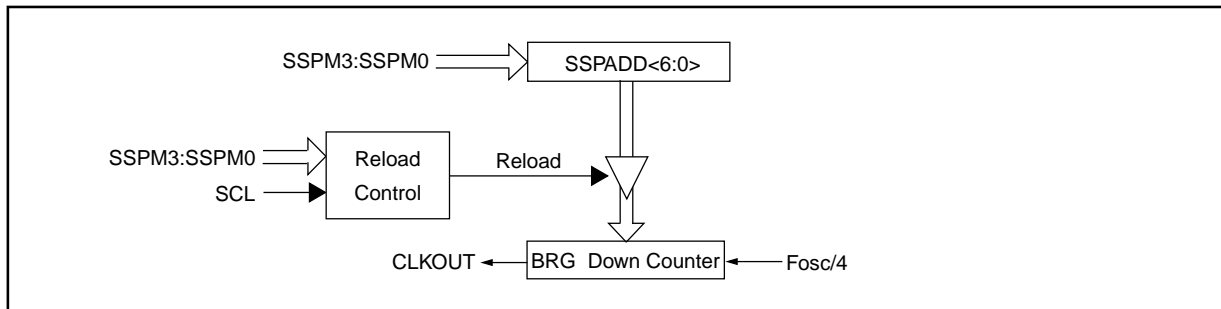 SSPM3:SSPM0
SSPADD<6:0>
SSPM3:SSPM0
SCL
Reload
Control
Reload
CLKOUT
BRG Down Counter
Fosc/4